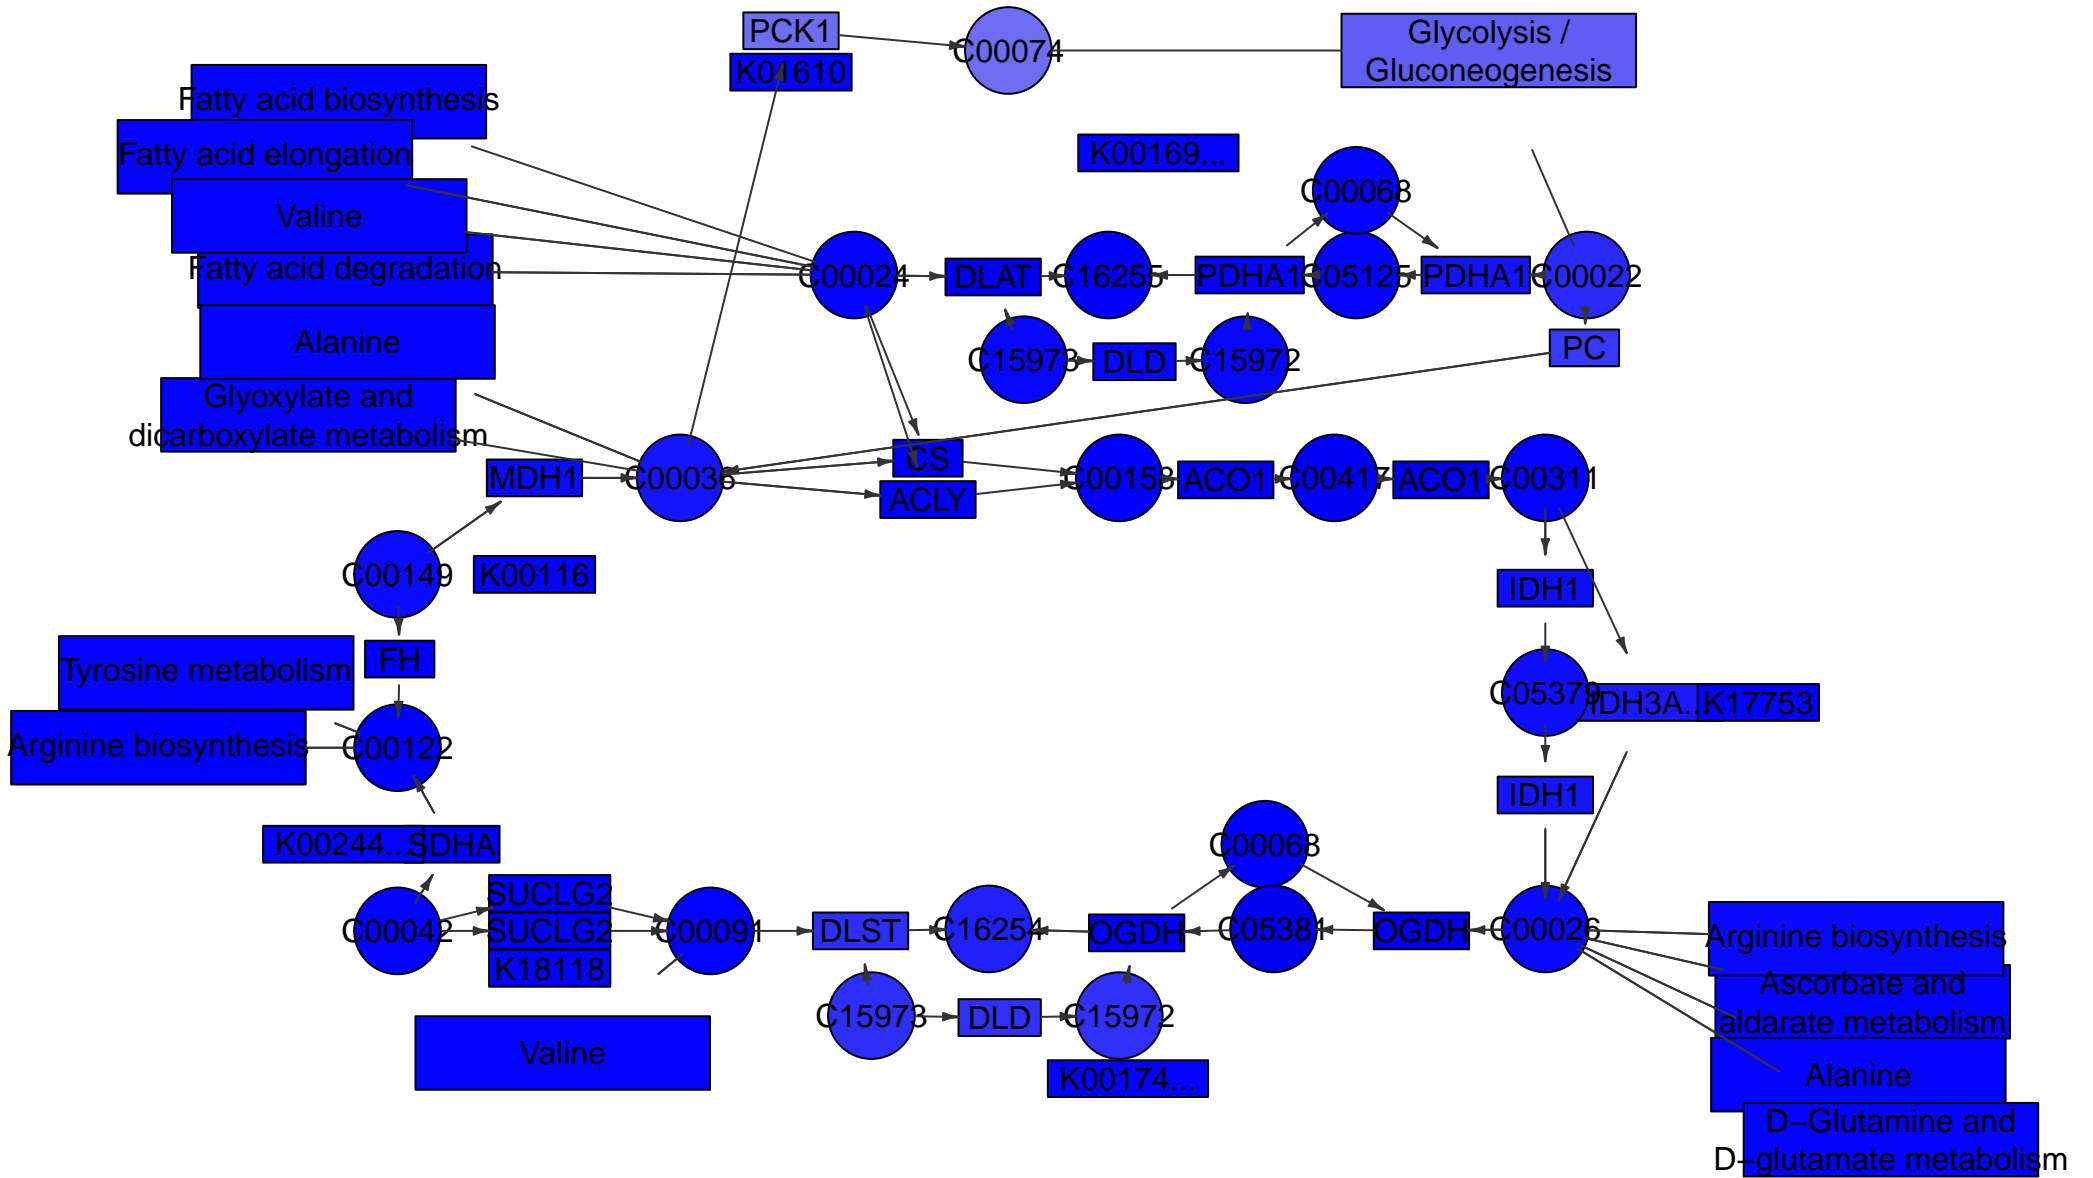 PCK1
C00074
Glycolysis /
Gluconeogenesis
K01610
Fatty acid biosynthesis
Fatty acid elongation
K00169...
Valine
C00068
Fatty acid degradation
C00024
DLAT
C16255
PDHA1
C05125
PDHA1
C00022
Alanine
C15973
DLD
C15972
PC
Glyoxylate and
dicarboxylate metabolism
MDH1
C00036
CS
ACLY
C00158
ACO1
C00417
ACO1
C00311
C00149
K00116
IDH1
FH
Tyrosine metabolism
C05379
IDH3A...
K17753
Arginine biosynthesis
C00122
IDH1
K00244...
SDHA
C00068
SUCLG2
C00042
SUCLG2
C00091
DLST
C16254
OGDH
C05381
OGDH
C00026
Arginine biosynthesis
K18118
Ascorbate and
aldarate metabolism
C15973
DLD
C15972
Valine
K00174...
Alanine
D–Glutamine and
D–glutamate metabolism